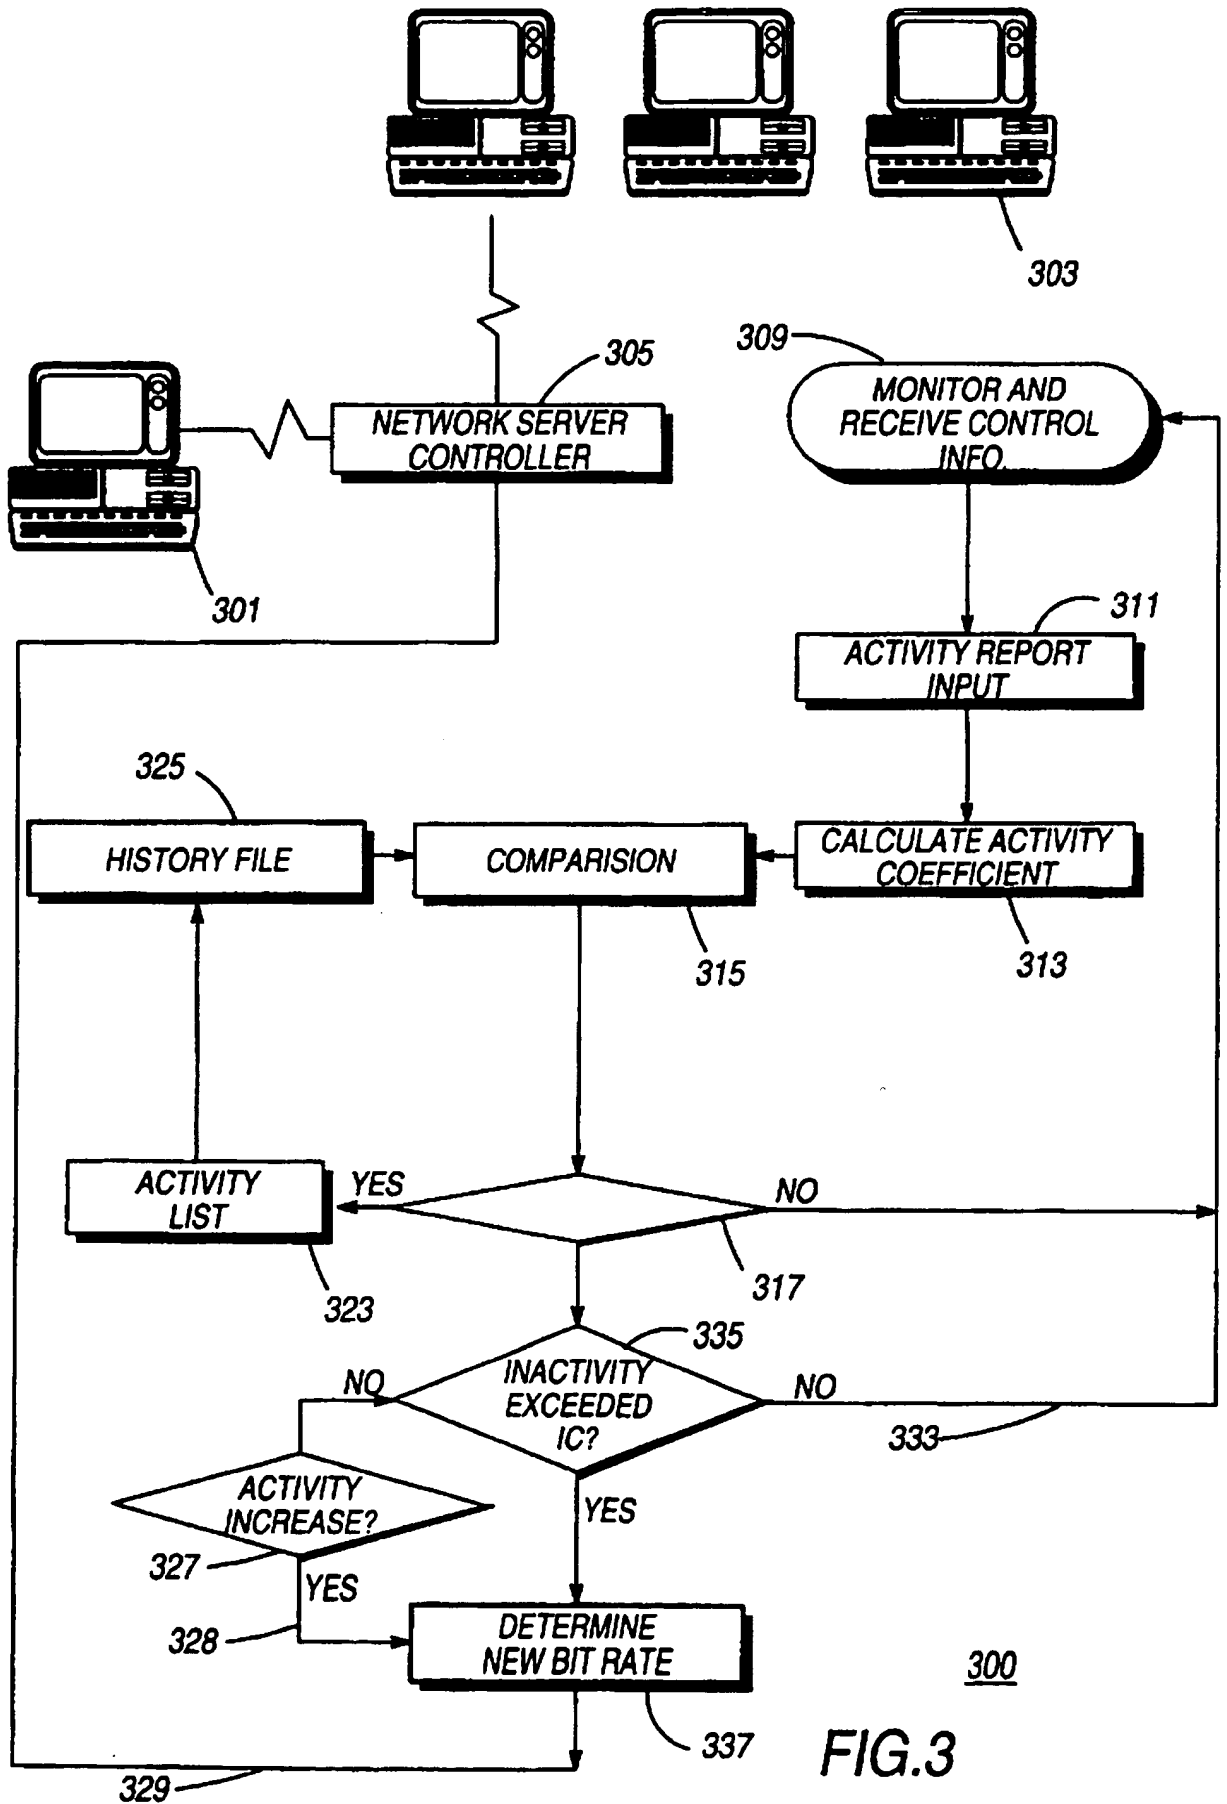 303
305
309
NETWORK SERVER
CONTROLLER
MONITOR AND
RECEIVE CONTROL
INFO.
301
311
ACTIVITY REPORT
INPUT
325
HISTORY FILE
COMPARISION
CALCULATE ACTIVITY
COEFFICIENT
315
313
ACTIVITY
LIST
YES
NO
323
317
335
INACTIVITY
EXCEEDED
IC?
NO
NO
333
ACTIVITY
INCREASE?
327
YES
YES
328
DETERMINE
NEW BIT RATE
300
337
329
FIG.3